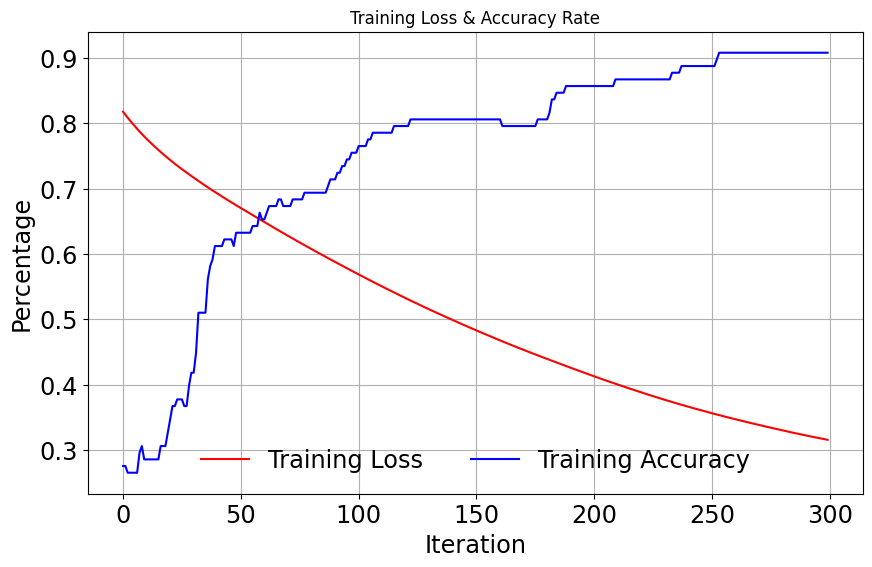 Training Loss & Accuracy Rate
0.9
0.8
0.7
0.6
0.5
0.4
0.3
Percentage
Training Loss Training Accuracy
0 50 100 150 200 250 300
Iteration